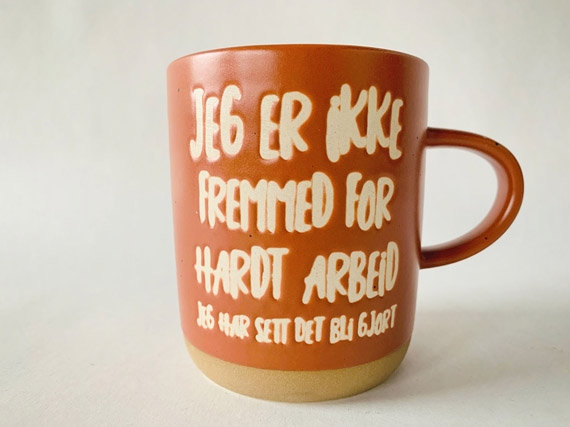 JEG ER IKKE
FREMMED FOR
HARDT ARBEID
JEG HAR SETT DET BLI GJORT